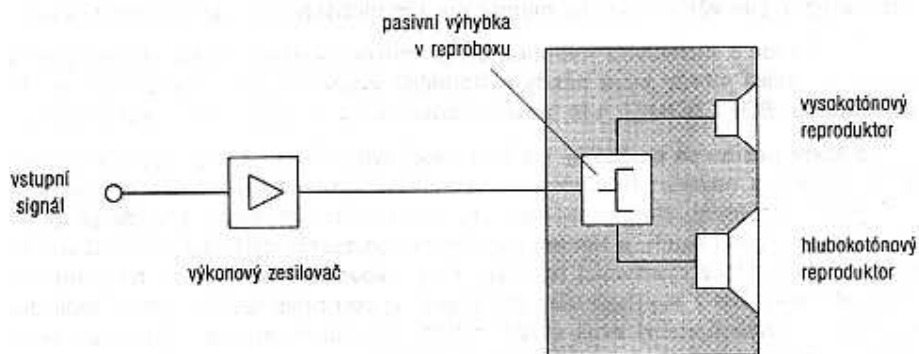 pasivní výhybka
v reproboxu
vysokotónový
reproduktor
vstupní
signál
výkonový zesilovač
hlubokotónový
reproduktor